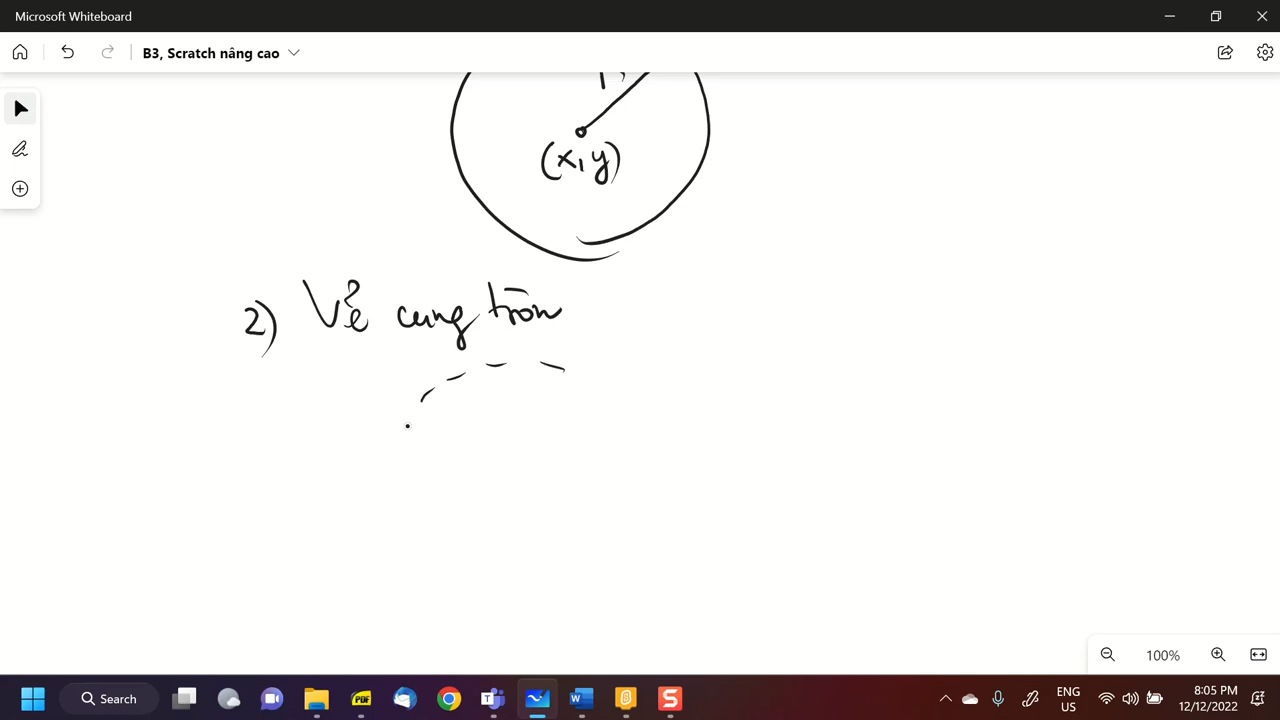 Microsoft Whiteboard
B3, Scratch nâng cao
(x, y)
2) Vẽ cung tròn
100%
Search
PDF
ENG
US
8:05 PM
12/12/2022